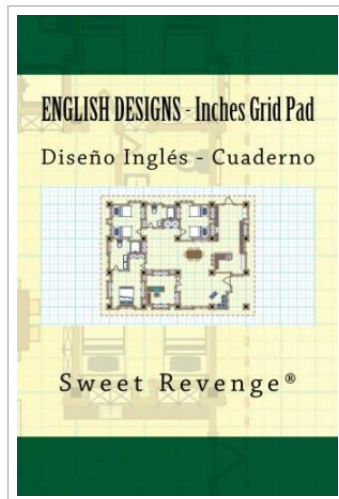 ENGLISH DESIGNS - Inches Grid Pad
Diseño Inglés - Cuaderno
Sweet Revenge®